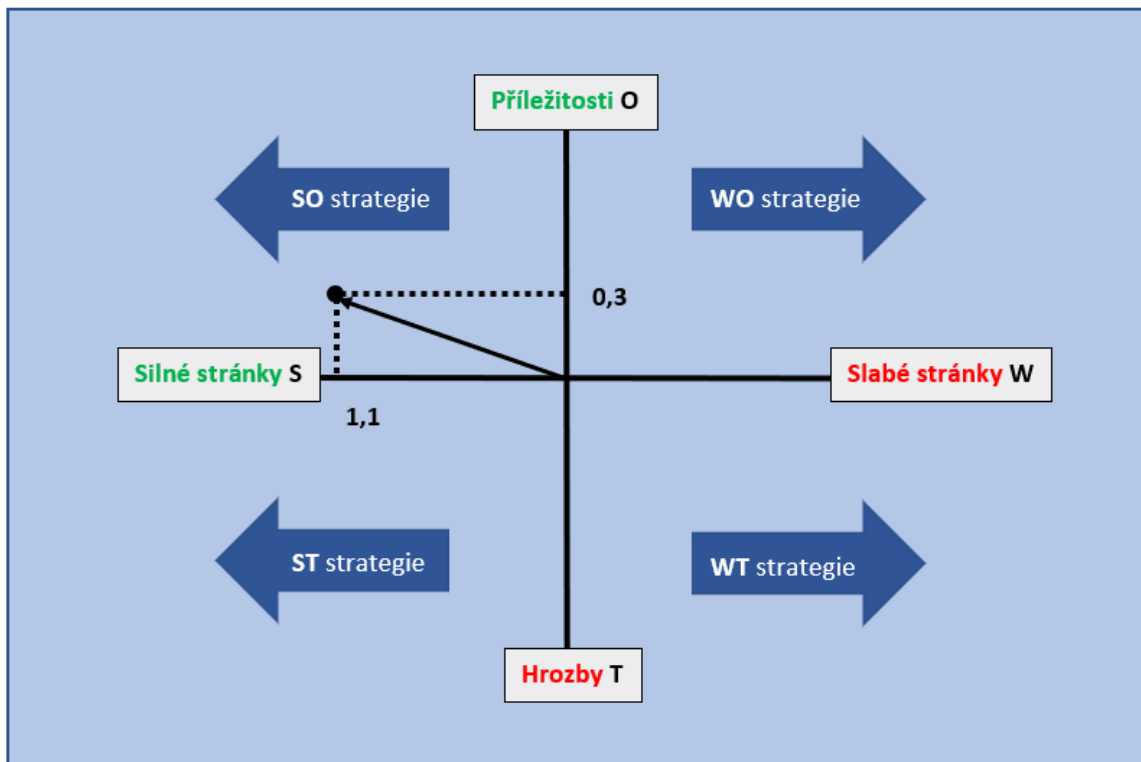 Příležitosti O
SO strategie
WO strategie
0,3
Silné stránky S
Slabé stránky W
1,1
ST strategie
WT strategie
Hrozby T